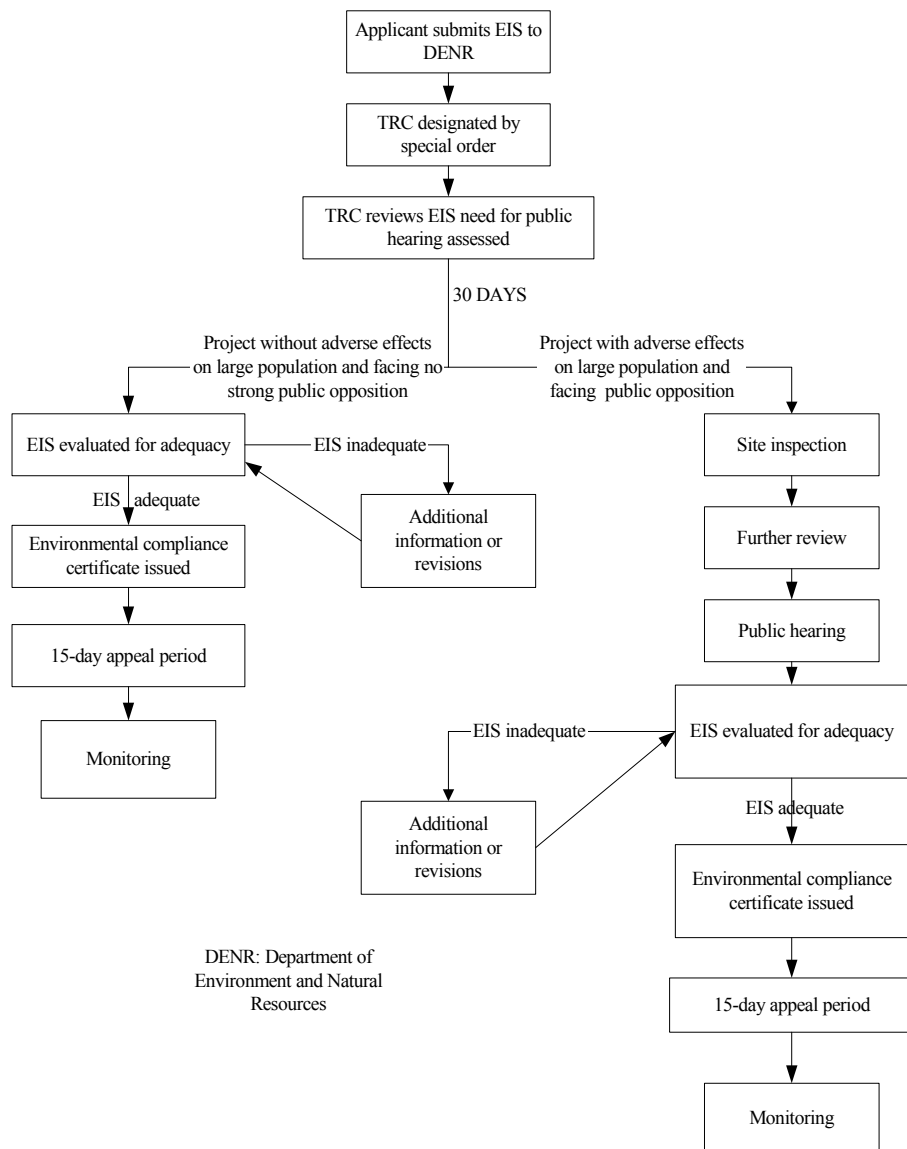 Applicant submits EIS to
DENR
TRC designated by
special order
TRC reviews EIS need for public
hearing assessed
30 DAYS
Project without adverse effects
on large population and facing no
strong public opposition
Project with adverse effects
on large population and
facing public opposition
EIS evaluated for adequacy
EIS inadequate
Site inspection
EIS adequate
Additional
information or
revisions
Further review
Environmental compliance
certificate issued
Public hearing
15-day appeal period
EIS evaluated for adequacy
EIS inadequate
Monitoring
EIS adequate
Additional
information or
revisions
Environmental compliance
certificate issued
DENR: Department of
Environment and Natural
Resources
15-day appeal period
Monitoring